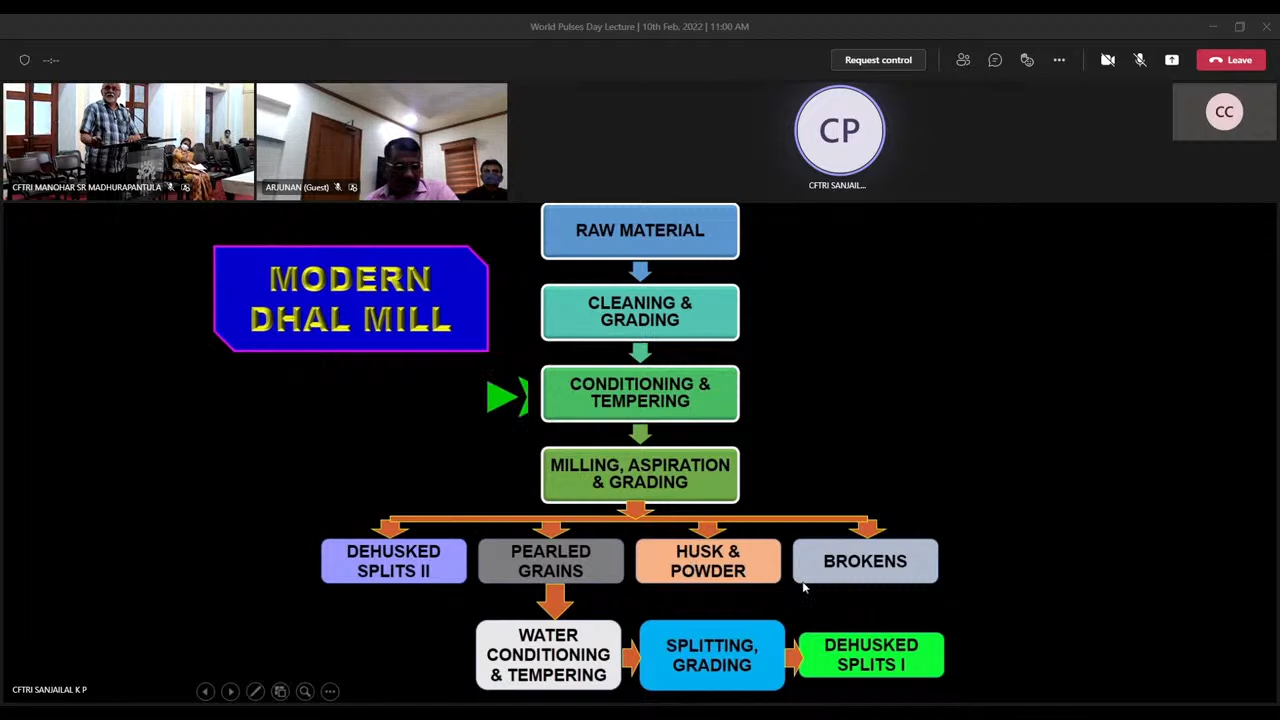 World Pulses Day Lecture | 10th Feb, 2022 | 11:00 AM
--:--
Request control
Leave
CP
CC
CFTRI MANOHAR SR MADHURAPANTULA
ARJUNAN (Guest)
CFTRI SANJAIL...
MODERN
DHAL MILL
RAW MATERIAL
CLEANING &
GRADING
CONDITIONING &
TEMPERING
MILLING, ASPIRATION
& GRADING
DEHUSKED
SPLITS II
PEARLED
GRAINS
HUSK &
POWDER
BROKENS
WATER
CONDITIONING
& TEMPERING
SPLITTING,
GRADING
DEHUSKED
SPLITS I
CFTRI SANJAILAL K P